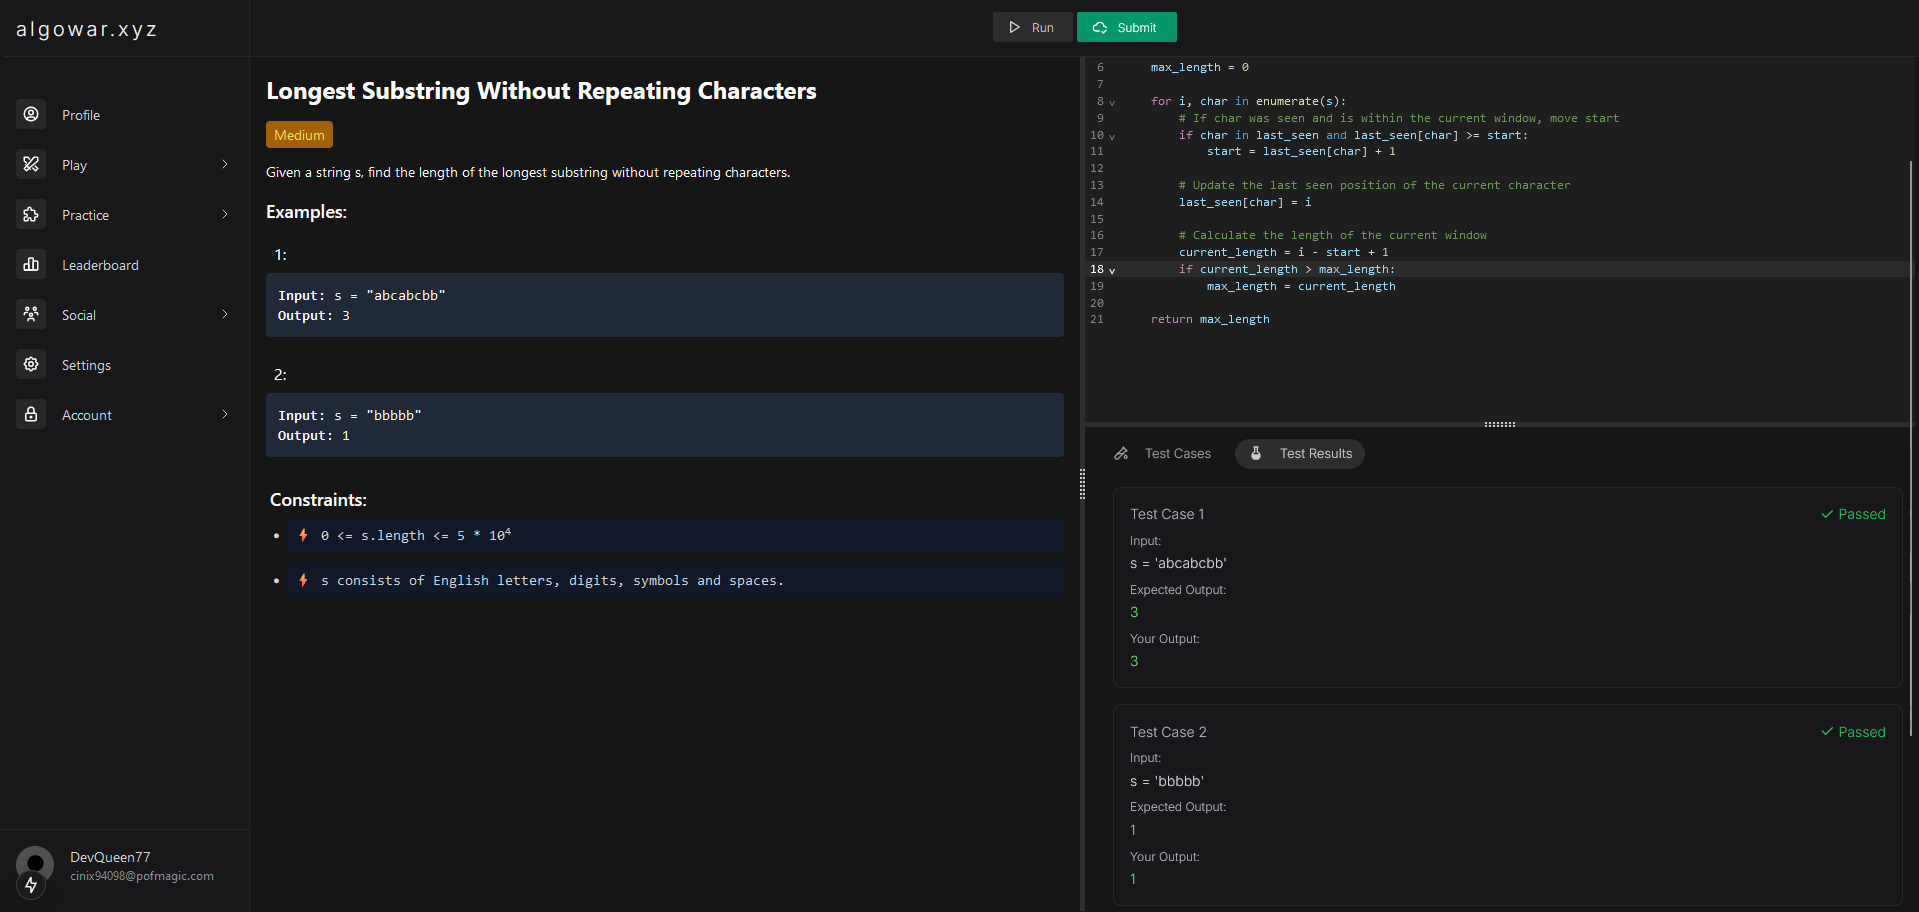 algowar.xyz
Run
Submit
Profile
Play
Practice
Leaderboard
Social
Settings
Account
DevQueen77
cinix94098@pofmagic.com
Longest Substring Without Repeating Characters
Medium
Given a string s, find the length of the longest substring without repeating characters.
Examples:
1:
Input: s = "abcabcbb"
Output: 3
2:
Input: s = "bbbbb"
Output: 1
Constraints:
0 <= s.length <= 5 * 10⁴
s consists of English letters, digits, symbols and spaces.
6 max_length = 0
7
8 for i, char in enumerate(s):
9 # If char was seen and is within the current window, move start
10 if char in last_seen and last_seen[char] >= start:
11 start = last_seen[char] + 1
12
13 # Update the last seen position of the current character
14 last_seen[char] = i
15
16 # Calculate the length of the current window
17 current_length = i - start + 1
18 if current_length > max_length:
19 max_length = current_length
20
21 return max_length
Test Cases
Test Results
Test Case 1
Passed
Input:
s = 'abcabcbb'
Expected Output:
3
Your Output:
3
Test Case 2
Passed
Input:
s = 'bbbbb'
Expected Output:
1
Your Output:
1